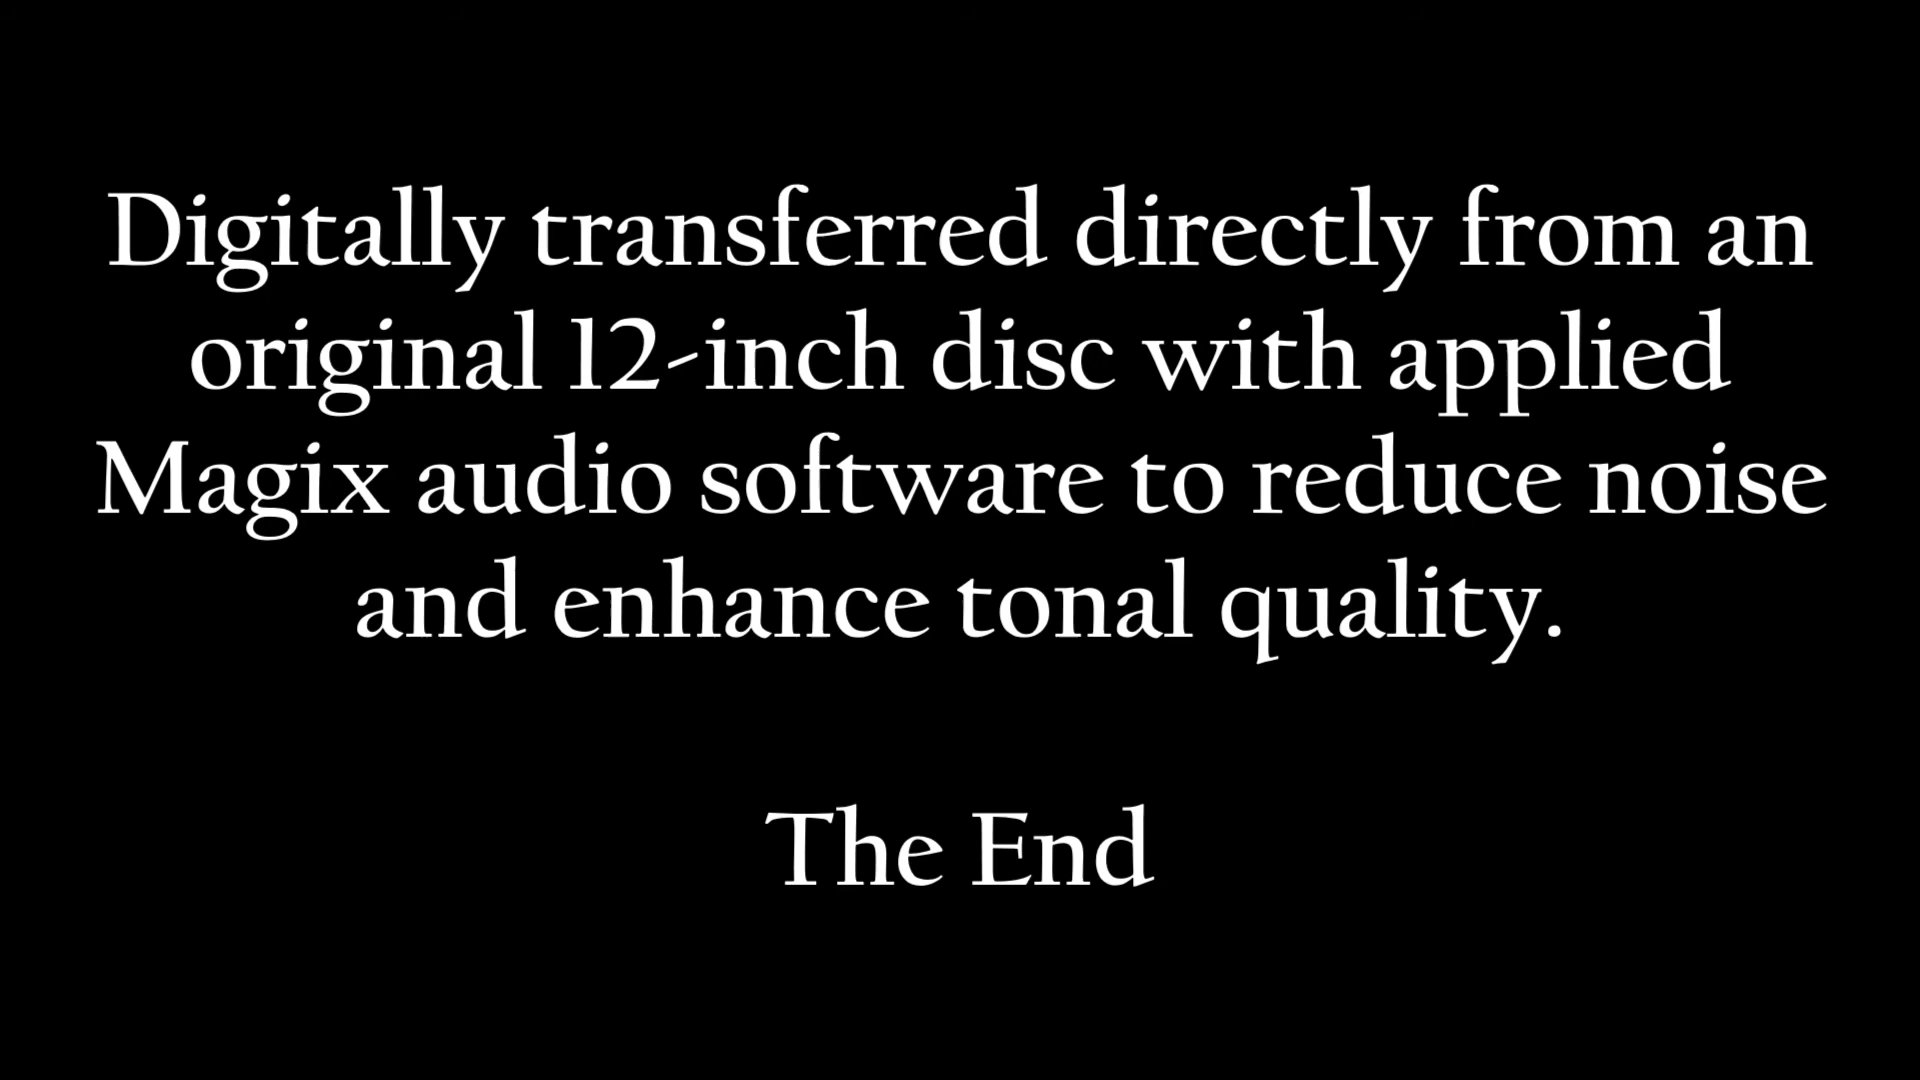 Digitally transferred directly from an
original 12-inch disc with applied
Magix audio software to reduce noise
and enhance tonal quality.
The End